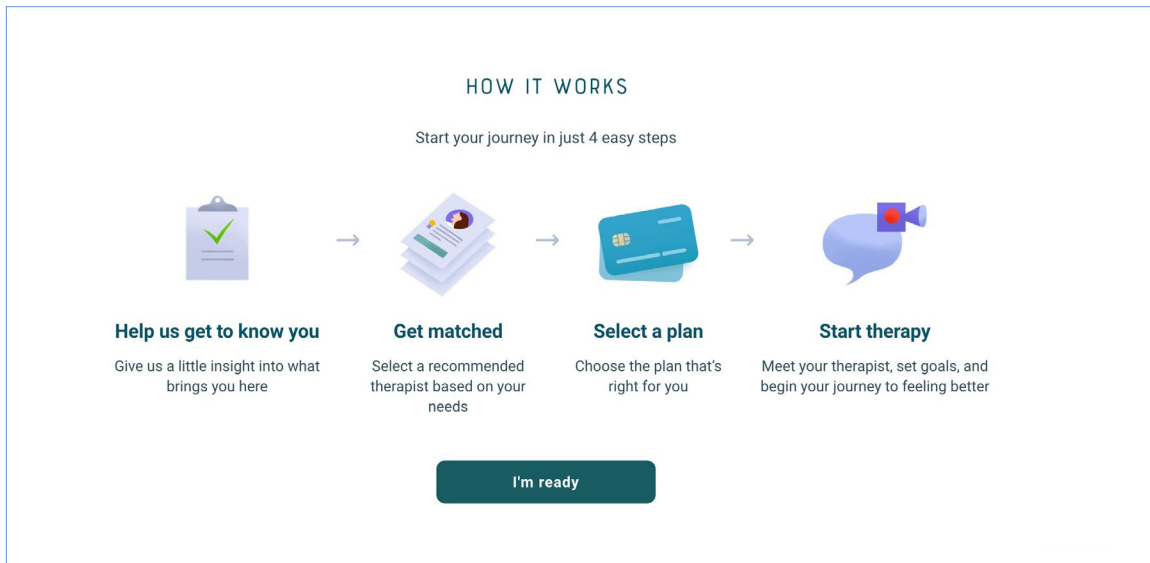 HOW IT WORKS
Start your journey in just 4 easy steps
Help us get to know you
Give us a little insight into what
brings you here
Get matched
Select a recommended
therapist based on your
needs
Select a plan
Choose the plan that's
right for you
Start therapy
Meet your therapist, set goals, and
begin your journey to feeling better
I'm ready